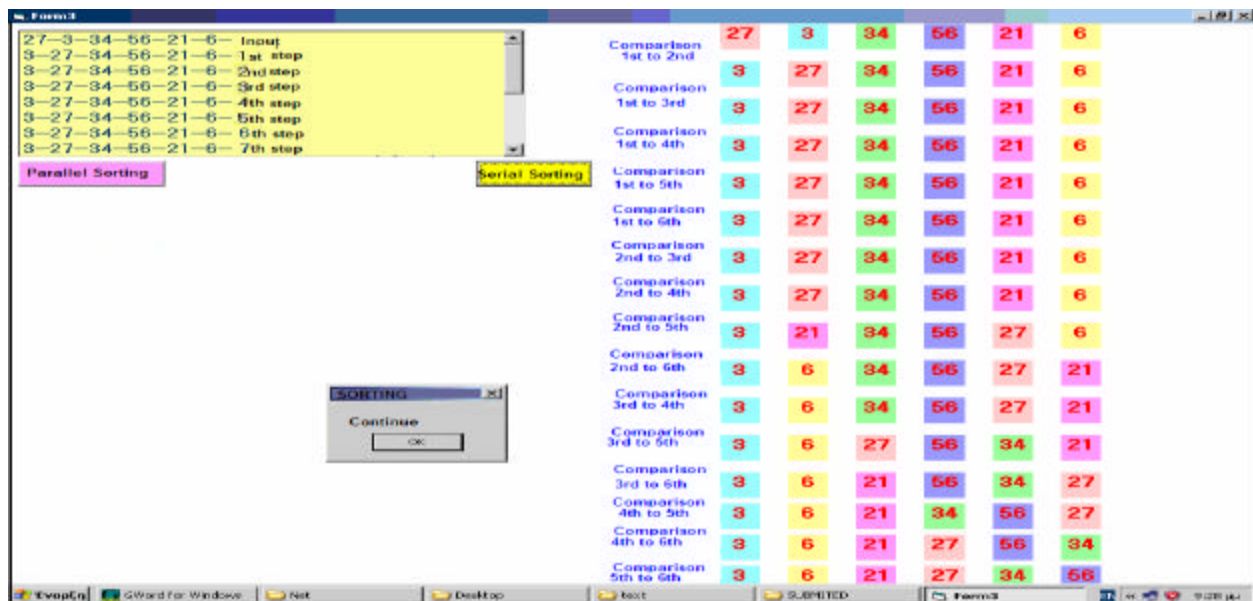 Form3
27-3-34-56-21-6- Input
3-27-34-56-21-6- 1st step
3-27-34-56-21-6- 2nd step
3-27-34-56-21-6- 3rd step
3-27-34-56-21-6- 4th step
3-27-34-56-21-6- 5th step
3-27-34-56-21-6- 6th step
3-27-34-56-21-6- 7th step
Parallel Sorting
Serial Sorting
SORTING
Continue
OK
27 3 34 56 21 6
Comparison
1st to 2nd
3 27 34 56 21 6
Comparison
1st to 3rd
3 27 34 56 21 6
Comparison
1st to 4th
3 27 34 56 21 6
Comparison
1st to 5th
3 27 34 56 21 6
Comparison
1st to 6th
3 27 34 56 21 6
Comparison
2nd to 3rd
3 27 34 56 21 6
Comparison
2nd to 4th
3 27 34 56 21 6
Comparison
2nd to 5th
3 21 34 56 27 6
Comparison
2nd to 6th
3 6 34 56 27 21
Comparison
3rd to 4th
3 6 34 56 27 21
Comparison
3rd to 5th
3 6 27 56 34 21
Comparison
3rd to 6th
3 6 21 56 34 27
Comparison
4th to 5th
3 6 21 34 56 27
Comparison
4th to 6th
3 6 21 27 56 34
Comparison
5th to 6th
3 6 21 27 34 56
GWord for Windows
Net
Desktop
text
SUBMITED
Form3